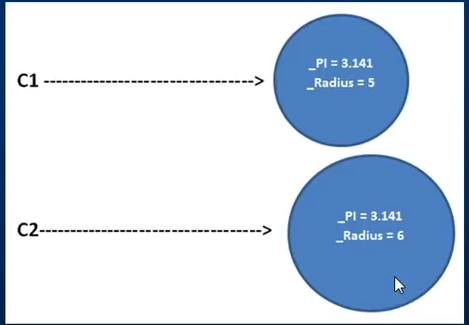 C1 --------------------------------->
_PI = 3.141
_Radius = 5
C2------------------------------------>
_PI = 3.141
_Radius = 6